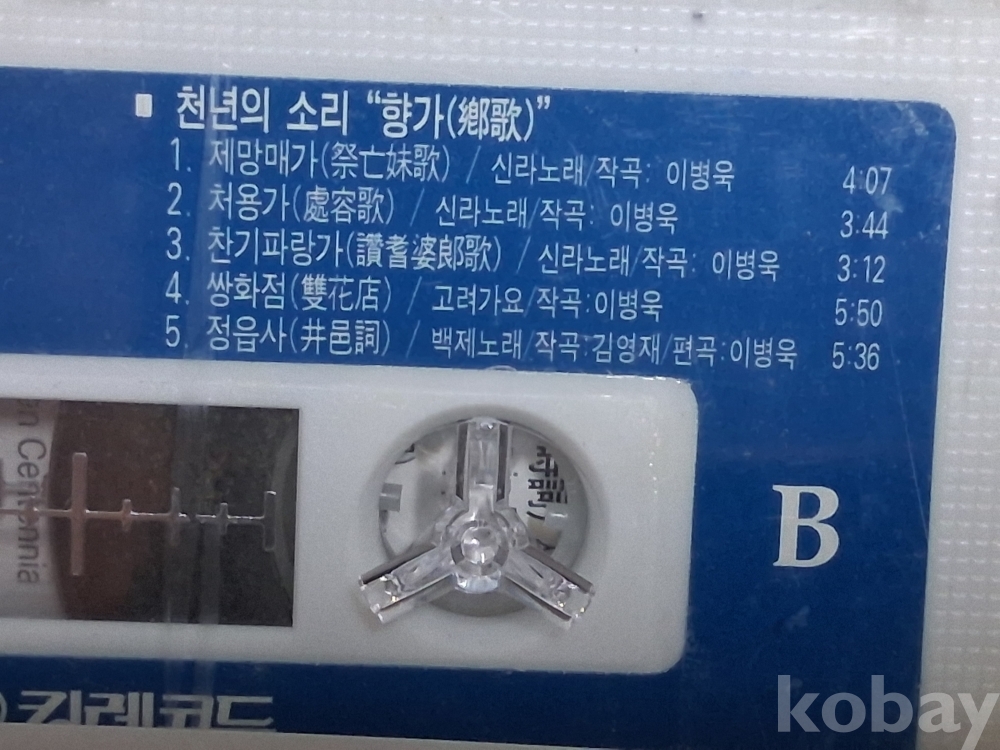 ■ 천년의 소리 “향가(鄕歌)”
1. 제망매가(祭亡妹歌) / 신라노래/작곡: 이병욱 4:07
2. 처용가(處容歌) / 신라노래/작곡: 이병욱 3:44
3. 찬기파랑가(讚耆婆郞歌) / 신라노래/작곡: 이병욱 3:12
4. 쌍화점(雙花店) / 고려가요/작곡:이병욱 5:50
5. 정읍사(井邑詞) / 백제노래/작곡:김영재/편곡:이병욱 5:36
B
킹레코드
kobay